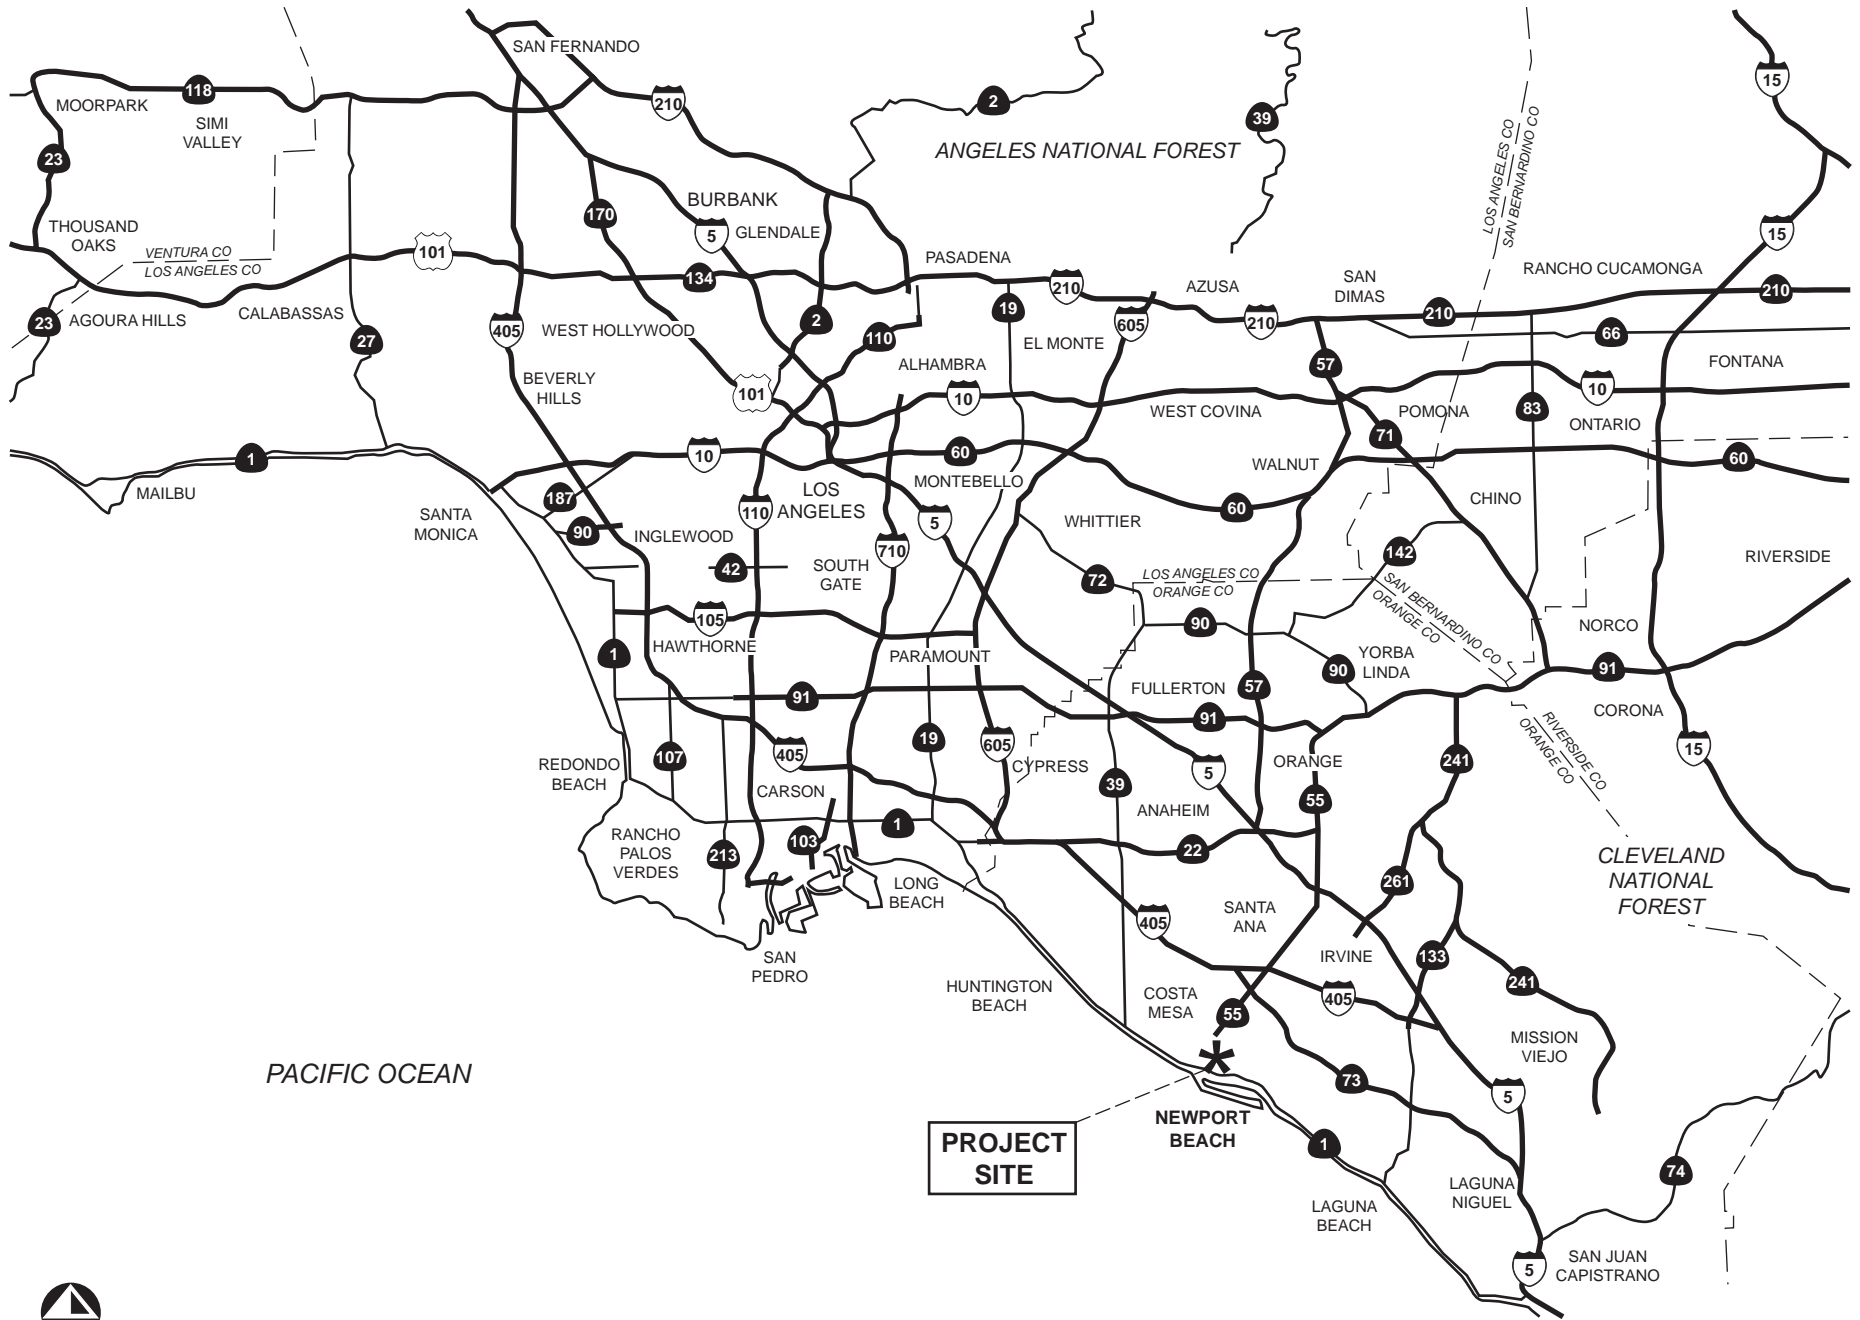 SAN FERNANDO
15
MOORPARK
118
SIMI
VALLEY
210
2
39
23
ANGELES NATIONAL FOREST
LOS ANGELES CO
SAN BERNARDINO CO
THOUSAND
OAKS
170
BURBANK
5
GLENDALE
15
VENTURA CO
LOS ANGELES CO
101
134
PASADENA
210
AZUSA
SAN
DIMAS
RANCHO CUCAMONGA
210
23
AGOURA HILLS
CALABASSAS
27
405
WEST HOLLYWOOD
2
110
19
EL MONTE
605
210
210
66
ALHAMBRA
57
FONTANA
BEVERLY
HILLS
101
10
WEST COVINA
POMONA
10
83
ONTARIO
71
1
MAILBU
10
60
MONTEBELLO
WALNUT
60
SANTA
MONICA
187
90
LOS
ANGELES
110
INGLEWOOD
5
WHITTIER
60
CHINO
42
SOUTH
GATE
710
142
RIVERSIDE
72
LOS ANGELES CO
ORANGE CO
SAN BERNARDINO CO
ORANGE CO
105
HAWTHORNE
90
NORCO
1
PARAMOUNT
YORBA
LINDA
90
91
91
FULLERTON
57
91
CORONA
RIVERSIDE CO
ORANGE CO
REDONDO
BEACH
107
405
19
605
CYPRESS
39
5
ORANGE
241
15
CARSON
ANAHEIM
55
RANCHO
PALOS
VERDES
213
103
1
22
CLEVELAND
NATIONAL
FOREST
LONG
BEACH
261
405
SANTA
ANA
SAN
PEDRO
IRVINE
133
HUNTINGTON
BEACH
COSTA
MESA
55
405
241
MISSION
VIEJO
PACIFIC OCEAN
73
5
NEWPORT
BEACH
PROJECT
SITE
1
74
LAGUNA
NIGUEL
LAGUNA
BEACH
5
SAN JUAN
CAPISTRANO